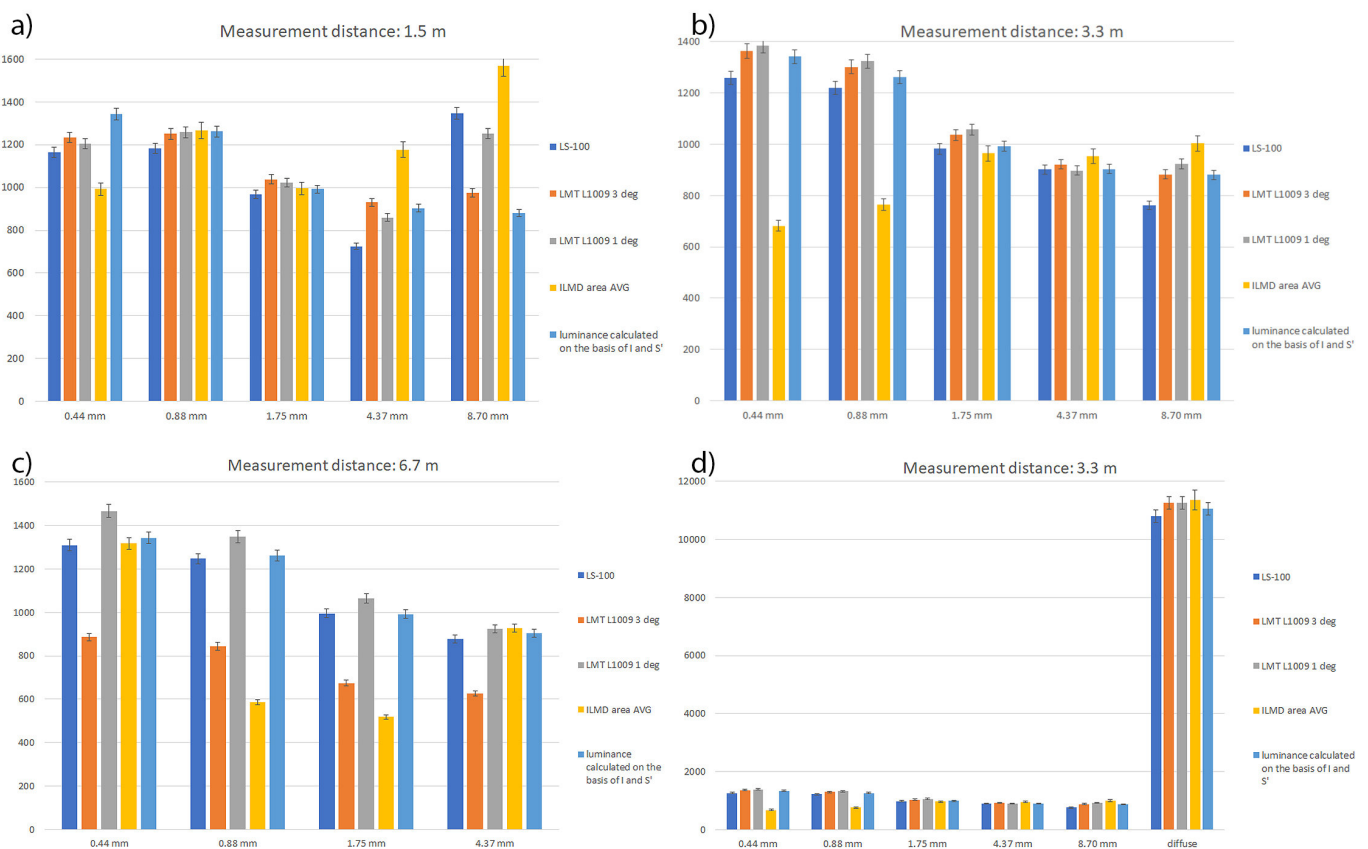 a)
Measurement distance: 1.5 m
1600
1400
1200
1000
800
600
400
200
0
0.44 mm
0.88 mm
1.75 mm
4.37 mm
8.70 mm
LS-100
LMT L1009 3 deg
LMT L1009 1 deg
ILMD area AVG
luminance calculated
on the basis of I and S'
b)
Measurement distance: 3.3 m
1400
1200
1000
800
600
400
200
0
0.44 mm
0.88 mm
1.75 mm
4.37 mm
8.70 mm
LS-100
LMT L1009 3 deg
LMT L1009 1 deg
ILMD area AVG
luminance calculated
on the basis of I and S'
c)
Measurement distance: 6.7 m
1600
1400
1200
1000
800
600
400
200
0
0.44 mm
0.88 mm
1.75 mm
4.37 mm
LS-100
LMT L1009 3 deg
LMT L1009 1 deg
ILMD area AVG
luminance
calculated on the
basis of I and S'
d)
Measurement distance: 3.3 m
12000
10000
8000
6000
4000
2000
0
0.44 mm
0.88 mm
1.75 mm
4.37 mm
8.70 mm
diffuse
LS-100
LMT L1009 3 deg
LMT L1009 1 deg
ILMD area AVG
luminance calculated
on the basis of I and
S'